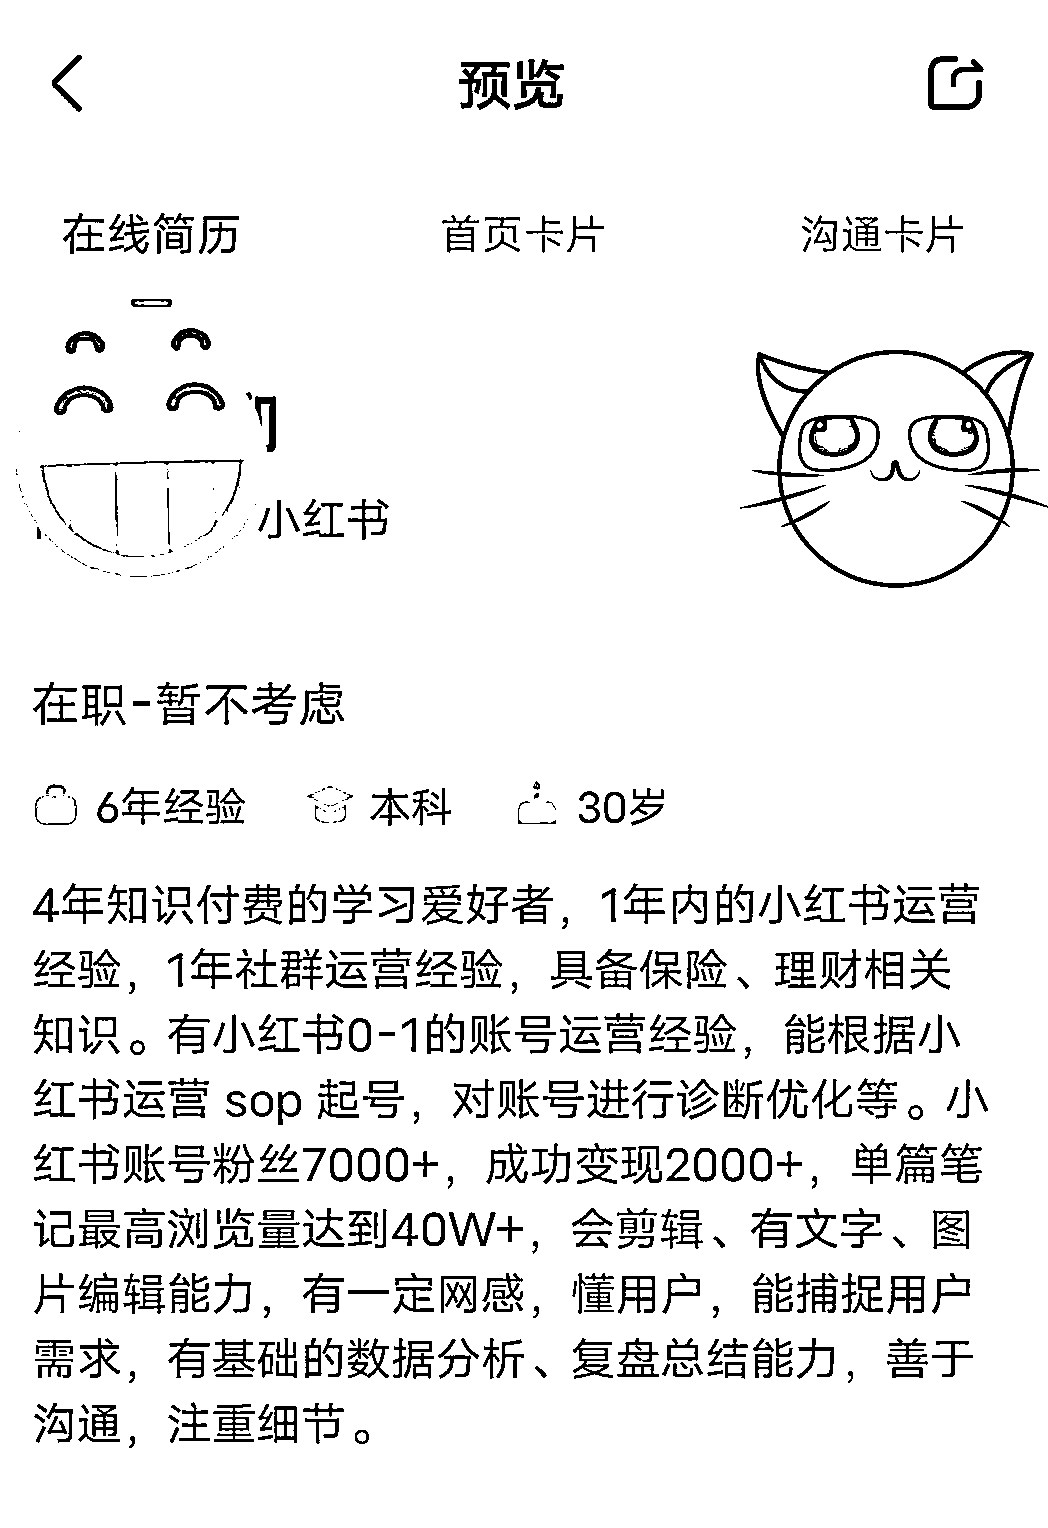 预览
在线简历
首页卡片
沟通卡片
小红书
在职-暂不考虑
6年经验
本科
30岁
4年知识付费的学习爱好者，1年内的小红书运营
经验，1年社群运营经验，具备保险、理财相关
知识。有小红书0-1的账号运营经验，能根据小
红书运营 sop 起号，对账号进行诊断优化等。小
红书账号粉丝7000+，成功变现2000+，单篇笔
记最高浏览量达到40W+，会剪辑、有文字、图
片编辑能力，有一定网感，懂用户，能捕捉用户
需求，有基础的数据分析、复盘总结能力，善于
沟通，注重细节。